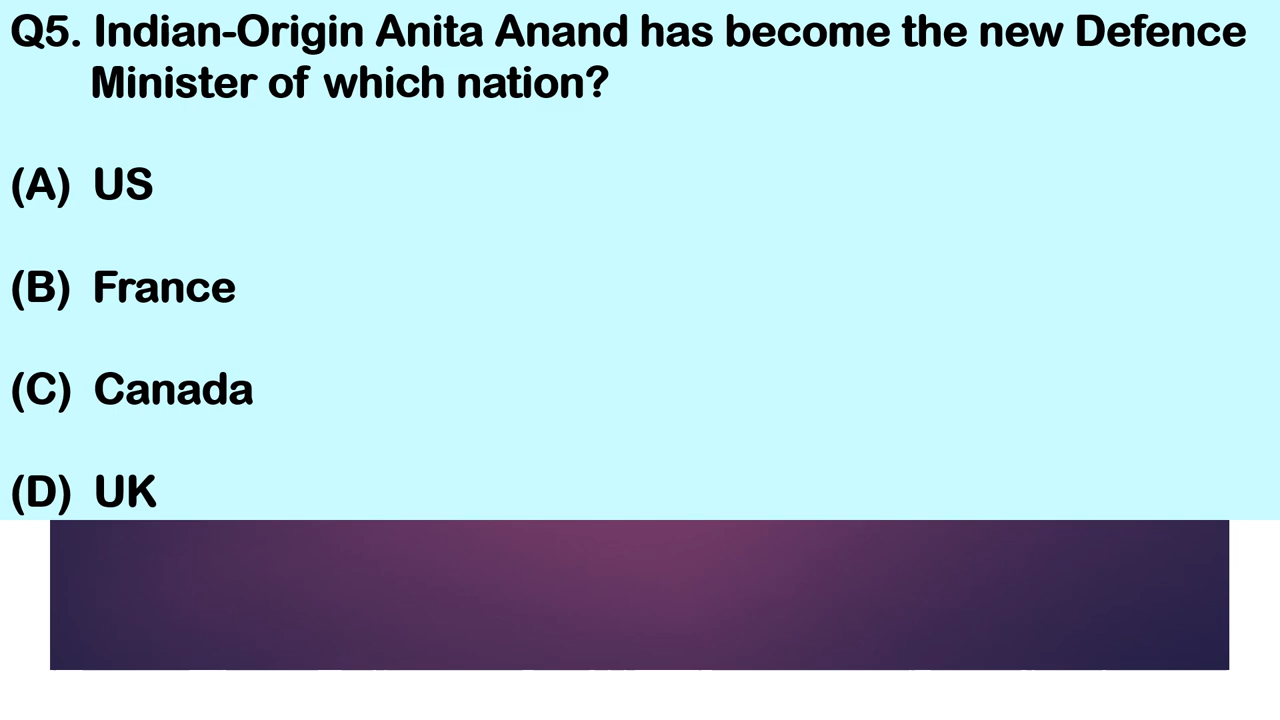 Q5. Indian-Origin Anita Anand has become the new Defence
Minister of which nation?
(A) US
(B) France
(C) Canada
(D) UK